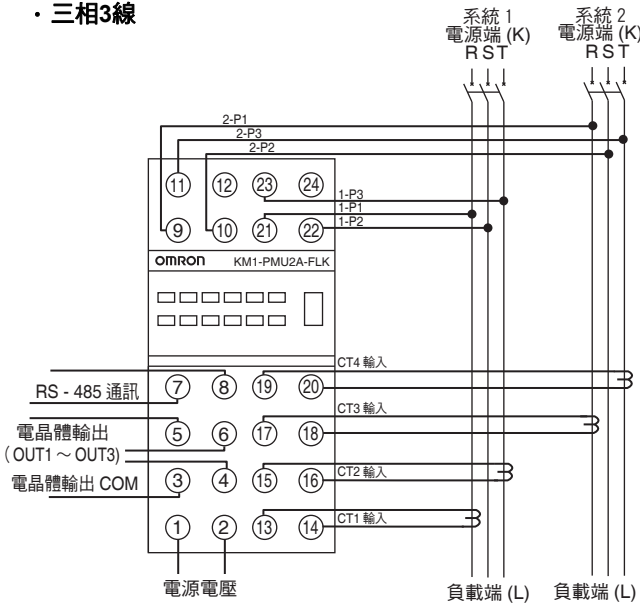 ・三相3線
系統 1
電源端 (K)
R S T
系統 2
電源端 (K)
R S T
2-P1
2-P3
2-P2
11 12 23 24
1-P3
1-P1
1-P2
9 10 21 22
OMRON KM1-PMU2A-FLK
CT4 輸入
7 8 19 20
RS - 485 通訊
CT3 輸入
5 6 17 18
電晶體輸出
(OUT1 ~ OUT3)
CT2 輸入
3 4 15 16
電晶體輸出 COM
CT1 輸入
1 2 13 14
電源電壓
負載端 (L)
負載端 (L)